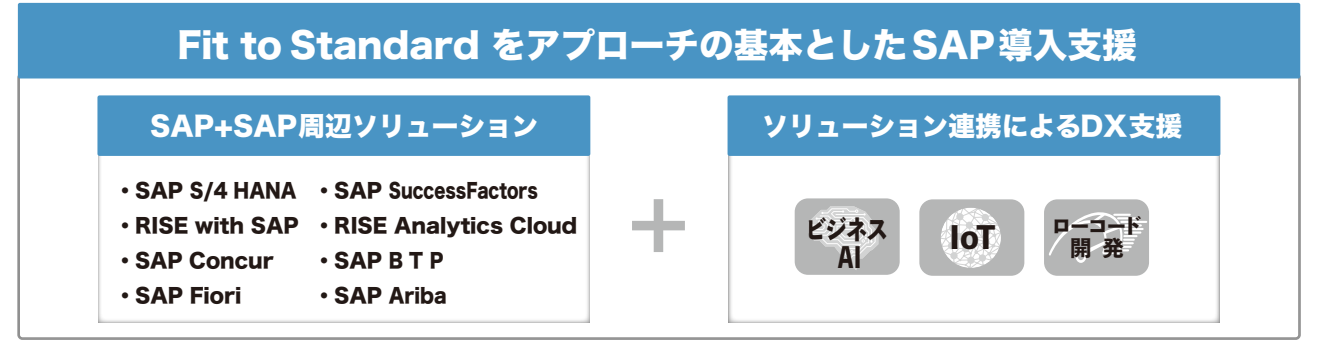 Fit to Standard をアプローチの基本としたSAP導入支援
SAP+SAP周辺ソリューション
・SAP S/4 HANA
・RISE with SAP
・SAP Concur
・SAP Fiori
・SAP SuccessFactors
・RISE Analytics Cloud
・SAP B T P
・SAP Ariba
+
ソリューション連携によるDX支援
ビジネス
AI
IoT
ローコード
開発